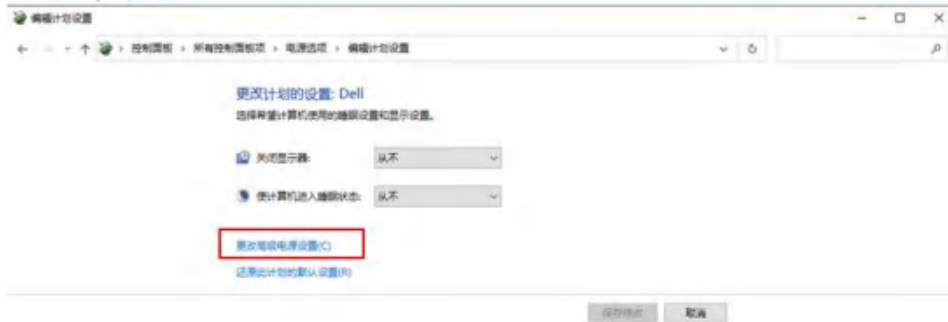 编辑计划设置
控制面板 › 所有控制面板项 › 电源选项 › 编辑计划设置
更改计划的设置: Dell
选择希望计算机使用的睡眠设置和显示设置。
关闭显示器: 从不
使计算机进入睡眠状态: 从不
更改高级电源设置(C)
还原此计划的默认设置(R)
保存修改 取消